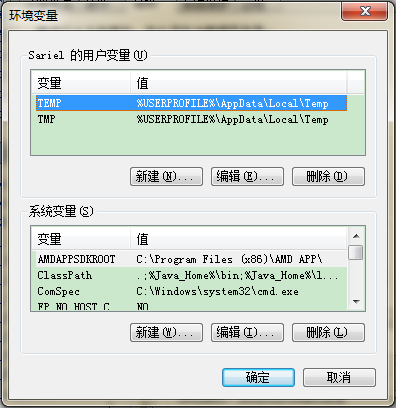 环境变量
Sariel 的用户变量(U)
变量 值
TEMP %USERPROFILE%\AppData\Local\Temp
TMP %USERPROFILE%\AppData\Local\Temp
新建(N)... 编辑(E)... 删除(D)
系统变量(S)
变量 值
AMDAPPSDKROOT C:\Program Files (x86)\AMD APP\
ClassPath .;%Java_Home%\bin;%Java_Home%\l...
ComSpec C:\Windows\system32\cmd.exe
FP_NO_HOST_C NO
新建(W)... 编辑(I)... 删除(L)
确定 取消